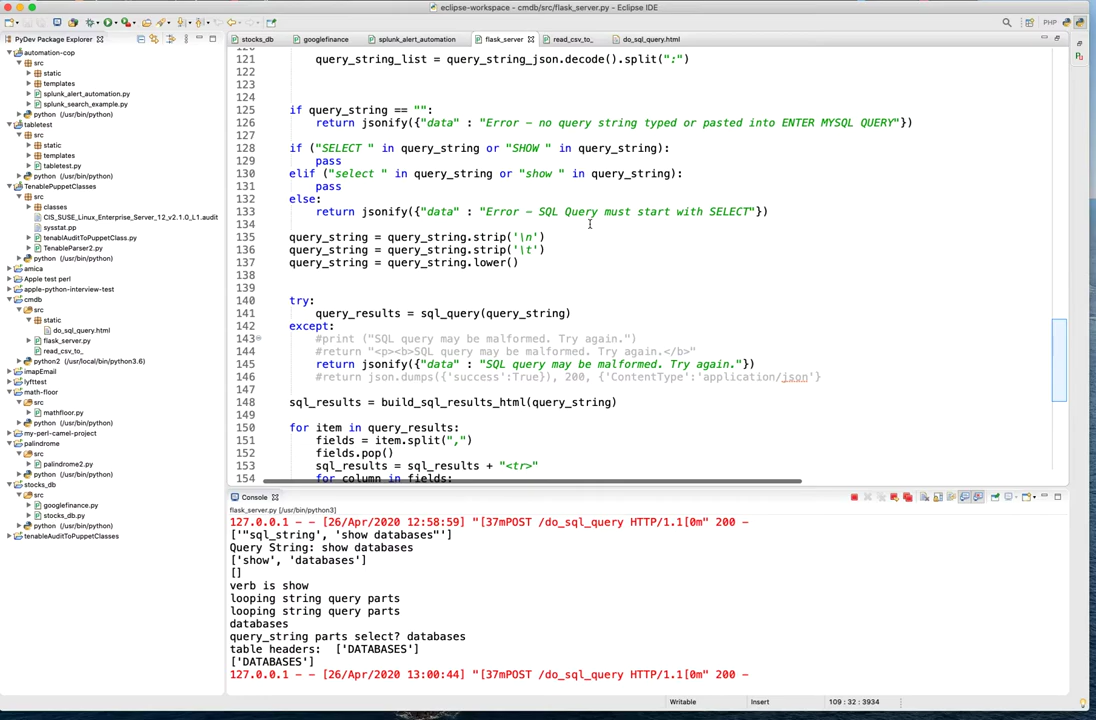 eclipse-workspace - cmdb/src/flask_server.py - Eclipse IDE
PHP
PyDev Package Explorer
stocks_db
googlefinance
splunk_alert_automation
flask_server
read_csv_to_
do_sql_query.html
automation-cop
src
static
templates
splunk_alert_automation.py
splunk_search_example.py
python (/usr/bin/python)
tabletest
src
static
templates
tabletest.py
python (/usr/bin/python)
TenablePuppetClasses
src
classes
CIS_SUSE_Linux_Enterprise_Server_12_v2.1.0_L1.audit
sysstat.pp
tenablAuditToPuppetClass.py
TenableParser2.py
python (/usr/bin/python)
amica
Apple test perl
apple-python-interview-test
cmdb
src
static
do_sql_query.html
flask_server.py
read_csv_to_
python2 (/usr/local/bin/python3.6)
imapEmail
lyfttest
math-floor
src
mathfloor.py
python (/usr/bin/python)
my-perl-camel-project
palindrome
src
palindrome2.py
python (/usr/bin/python)
stocks_db
src
googlefinance.py
stocks_db.py
python (/usr/bin/python)
tenableAuditToPuppetClasses
121 query_string_list = query_string_json.decode().split(":")
122
123
124
125 if query_string == "":
126 return jsonify({"data" : "Error - no query string typed or pasted into ENTER MYSQL QUERY"})
127
128 if ("SELECT " in query_string or "SHOW " in query_string):
129 pass
130 elif ("select " in query_string or "show " in query_string):
131 pass
132 else:
133 return jsonify({"data" : "Error - SQL Query must start with SELECT"})
134
135 query_string = query_string.strip('\n')
136 query_string = query_string.strip('\t')
137 query_string = query_string.lower()
138
139
140 try:
141 query_results = sql_query(query_string)
142 except:
143 #print ("SQL query may be malformed. Try again.")
144 #return "<p><b>SQL query may be malformed. Try again.</b>"
145 return jsonify({"data" : "SQL query may be malformed. Try again."})
146 #return json.dumps({'success':True}), 200, {'ContentType':'application/json'}
147
148 sql_results = build_sql_results_html(query_string)
149
150 for item in query_results:
151 fields = item.split(",")
152 fields.pop()
153 sql_results = sql_results + "<tr>"
154 for column in fields:
Console
flask_server.py [/usr/bin/python3]
127.0.0.1 - - [26/Apr/2020 12:58:59] "[37mPOST /do_sql_query HTTP/1.1[0m" 200 -
['"sql_string', 'show databases"']
Query String: show databases
['show', 'databases']
[]
verb is show
looping string query parts
looping string query parts
databases
query_string parts select? databases
table headers: ['DATABASES']
['DATABASES']
127.0.0.1 - - [26/Apr/2020 13:00:44] "[37mPOST /do_sql_query HTTP/1.1[0m" 200 -
Writable
Insert
109 : 32 : 3934